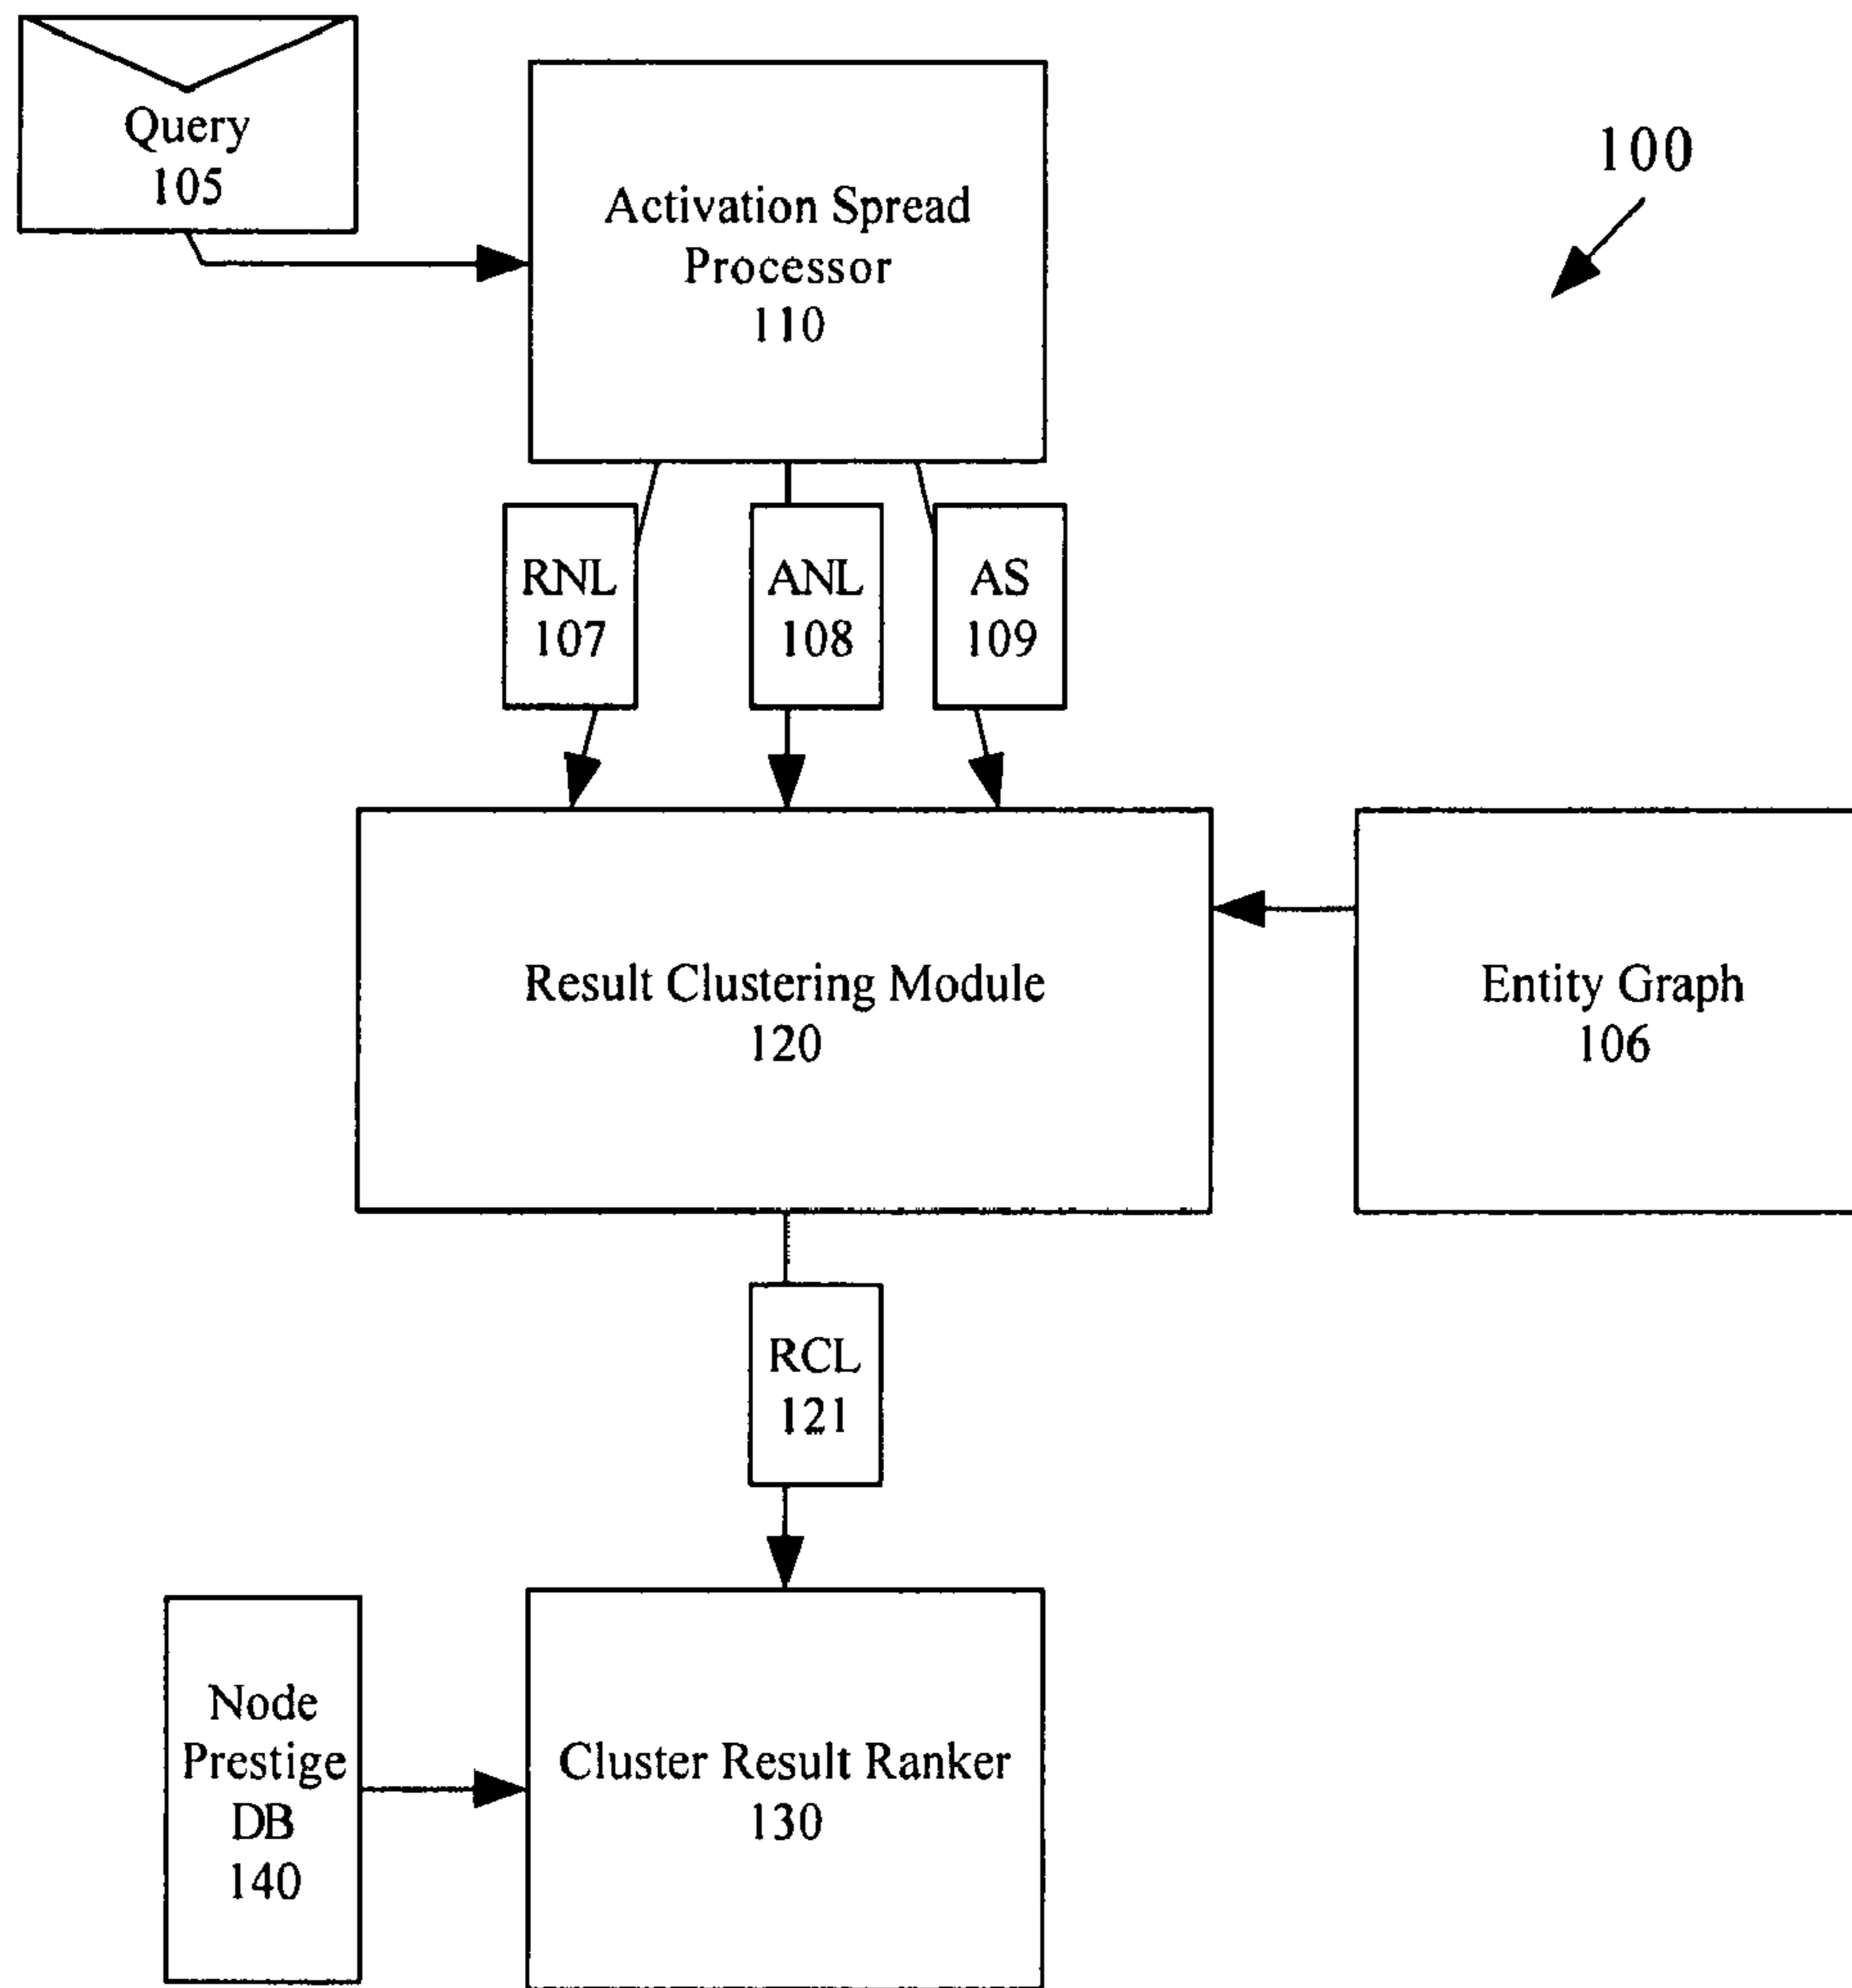 Query
105
Activation Spread
Processor
110
100
RNL
107
ANL
108
AS
109
Result Clustering Module
120
Entity Graph
106
RCL
121
Node
Prestige
DB
140
Cluster Result Ranker
130